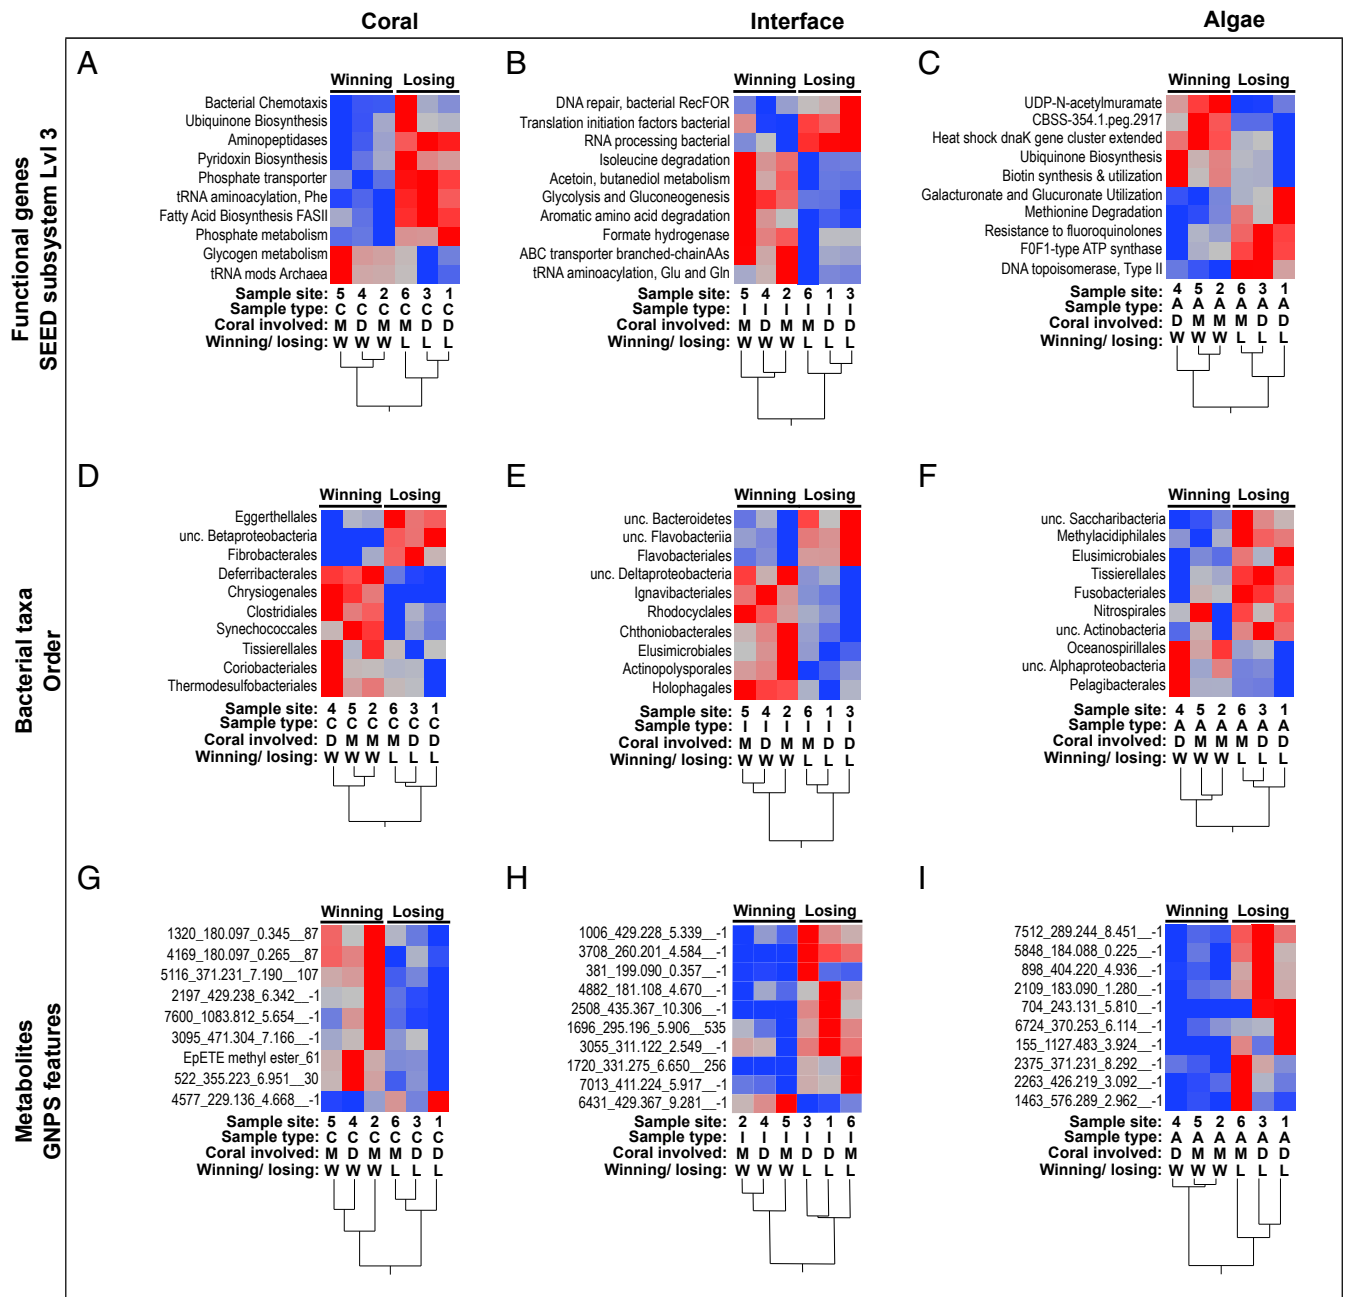 Coral
Interface
Algae
Functional genes
SEED subsystem Lvl 3
A
Winning Losing
Bacterial Chemotaxis
Ubiquinone Biosynthesis
Aminopeptidases
Pyridoxin Biosynthesis
Phosphate transporter
tRNA aminoacylation, Phe
Fatty Acid Biosynthesis FASII
Phosphate metabolism
Glycogen metabolism
tRNA mods Archaea
Sample site: 5 4 2 6 3 1
Sample type: C C C C C C
Coral involved: M D M M D D
Winning/ losing: W W W L L L
B
Winning Losing
DNA repair, bacterial RecFOR
Translation initiation factors bacterial
RNA processing bacterial
Isoleucine degradation
Acetoin, butanediol metabolism
Glycolysis and Gluconeogenesis
Aromatic amino acid degradation
Formate hydrogenase
ABC transporter branched-chainAAs
tRNA aminoacylation, Glu and Gln
Sample site: 5 4 2 6 1 3
Sample type: I I I I I I
Coral involved: M D M M D D
Winning/ losing: W W W L L L
C
Winning Losing
UDP-N-acetylmuramate
CBSS-354.1.peg.2917
Heat shock dnaK gene cluster extended
Ubiquinone Biosynthesis
Biotin synthesis & utilization
Galacturonate and Glucuronate Utilization
Methionine Degradation
Resistance to fluoroquinolones
F0F1-type ATP synthase
DNA topoisomerase, Type II
Sample site: 4 5 2 6 3 1
Sample type: A A A A A A
Coral involved: D M M M D D
Winning/ losing: W W W L L L
Bacterial taxa
Order
D
Winning Losing
Eggerthellales
unc. Betaproteobacteria
Fibrobacterales
Deferribacterales
Chrysiogenales
Clostridiales
Synechococcales
Tissierellales
Coriobacteriales
Thermodesulfobacteriales
Sample site: 4 5 2 6 3 1
Sample type: C C C C C C
Coral involved: D M M M D D
Winning/ losing: W W W L L L
E
Winning Losing
unc. Bacteroidetes
unc. Flavobacteriia
Flavobacteriales
unc. Deltaproteobacteria
Ignavibacteriales
Rhodocyclales
Chthoniobacterales
Elusimicrobiales
Actinopolysporales
Holophagales
Sample site: 5 4 2 6 1 3
Sample type: I I I I I I
Coral involved: M D M M D D
Winning/ losing: W W W L L L
F
Winning Losing
unc. Saccharibacteria
Methylacidiphilales
Elusimicrobiales
Tissierellales
Fusobacteriales
Nitrospirales
unc. Actinobacteria
Oceanospirillales
unc. Alphaproteobacteria
Pelagibacterales
Sample site: 4 5 2 6 3 1
Sample type: A A A A A A
Coral involved: D M M M D D
Winning/ losing: W W W L L L
Metabolites
GNPS features
G
Winning Losing
1320_180.097_0.345__87
4169_180.097_0.265__87
5116_371.231_7.190__107
2197_429.238_6.342__-1
7600_1083.812_5.654__-1
3095_471.304_7.166__-1
EpETE methyl ester_61
522_355.223_6.951__30
4577_229.136_4.668__-1
Sample site: 5 4 2 6 3 1
Sample type: C C C C C C
Coral involved: M D M M D D
Winning/ losing: W W W L L L
H
Winning Losing
1006_429.228_5.339__-1
3708_260.201_4.584__-1
381_199.090_0.357__-1
4882_181.108_4.670__-1
2508_435.367_10.306__-1
1696_295.196_5.906__535
3055_311.122_2.549__-1
1720_331.275_6.650__256
7013_411.224_5.917__-1
6431_429.367_9.281__-1
Sample site: 2 4 5 3 1 6
Sample type: I I I I I I
Coral involved: M D M D D M
Winning/ losing: W W W L L L
I
Winning Losing
7512_289.244_8.451__-1
5848_184.088_0.225__-1
898_404.220_4.936__-1
2109_183.090_1.280__-1
704_243.131_5.810__-1
6724_370.253_6.114__-1
155_1127.483_3.924__-1
2375_371.231_8.292__-1
2263_426.219_3.092__-1
1463_576.289_2.962__-1
Sample site: 4 5 2 6 3 1
Sample type: A A A A A A
Coral involved: D M M M D D
Winning/ losing: W W W L L L